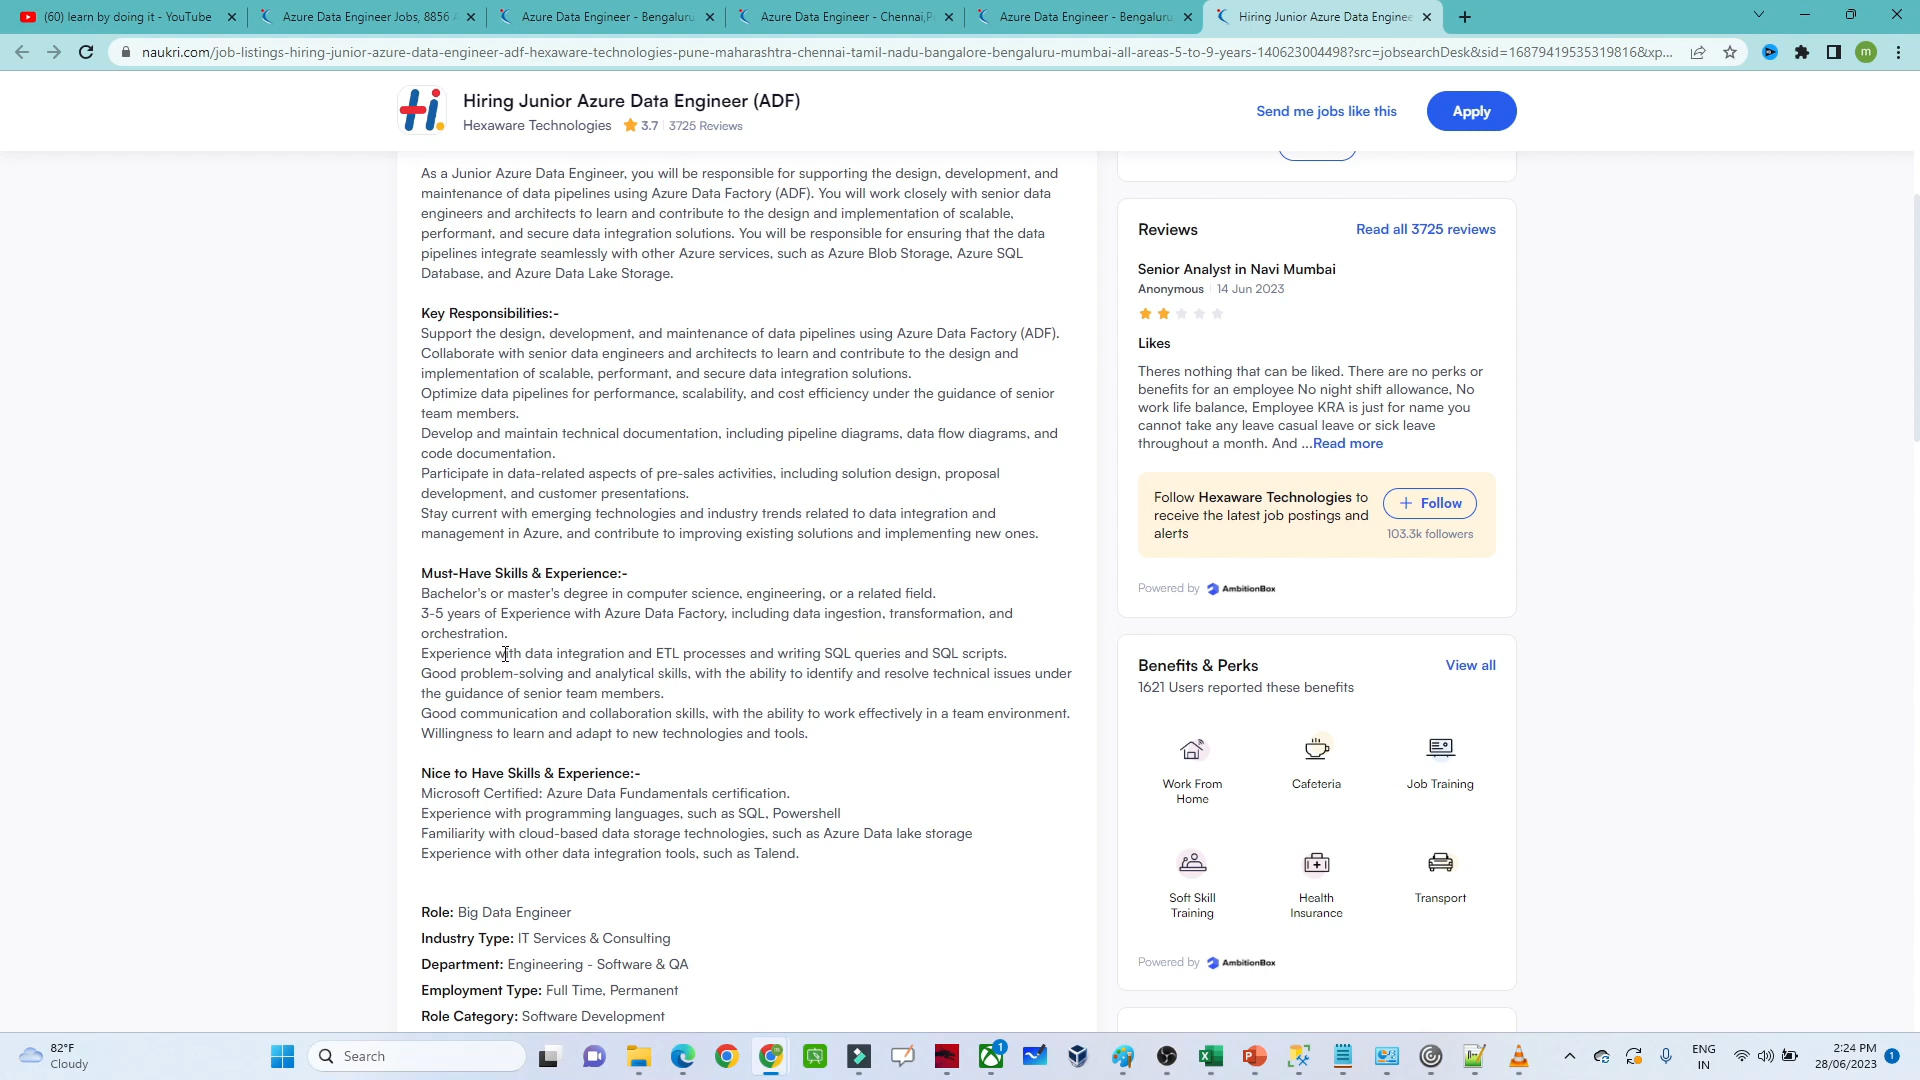 (60) learn by doing it - YouTube
Azure Data Engineer Jobs, 8856
Azure Data Engineer - Bengaluru
Azure Data Engineer - Chennai,P
Azure Data Engineer - Bengaluru
Hiring Junior Azure Data Enginee
naukri.com/job-listings-hiring-junior-azure-data-engineer-adf-hexaware-technologies-pune-maharashtra-chennai-tamil-nadu-bangalore-bengaluru-mumbai-all-areas-5-to-9-years-140623004498?src=jobsearchDesk&sid=16879419535319816&xp...
m
Hi.
Hiring Junior Azure Data Engineer (ADF)
Hexaware Technologies 3.7 3725 Reviews
Send me jobs like this
Apply
As a Junior Azure Data Engineer, you will be responsible for supporting the design, development, and
maintenance of data pipelines using Azure Data Factory (ADF). You will work closely with senior data
engineers and architects to learn and contribute to the design and implementation of scalable,
performant, and secure data integration solutions. You will be responsible for ensuring that the data
pipelines integrate seamlessly with other Azure services, such as Azure Blob Storage, Azure SQL
Database, and Azure Data Lake Storage.
Key Responsibilities:-
Support the design, development, and maintenance of data pipelines using Azure Data Factory (ADF).
Collaborate with senior data engineers and architects to learn and contribute to the design and
implementation of scalable, performant, and secure data integration solutions.
Optimize data pipelines for performance, scalability, and cost efficiency under the guidance of senior
team members.
Develop and maintain technical documentation, including pipeline diagrams, data flow diagrams, and
code documentation.
Participate in data-related aspects of pre-sales activities, including solution design, proposal
development, and customer presentations.
Stay current with emerging technologies and industry trends related to data integration and
management in Azure, and contribute to improving existing solutions and implementing new ones.
Must-Have Skills & Experience:-
Bachelor's or master's degree in computer science, engineering, or a related field.
3-5 years of Experience with Azure Data Factory, including data ingestion, transformation, and
orchestration.
Experience with data integration and ETL processes and writing SQL queries and SQL scripts.
Good problem-solving and analytical skills, with the ability to identify and resolve technical issues under
the guidance of senior team members.
Good communication and collaboration skills, with the ability to work effectively in a team environment.
Willingness to learn and adapt to new technologies and tools.
Nice to Have Skills & Experience:-
Microsoft Certified: Azure Data Fundamentals certification.
Experience with programming languages, such as SQL, Powershell
Familiarity with cloud-based data storage technologies, such as Azure Data lake storage
Experience with other data integration tools, such as Talend.
Role: Big Data Engineer
Industry Type: IT Services & Consulting
Department: Engineering - Software & QA
Employment Type: Full Time, Permanent
Role Category: Software Development
Reviews
Read all 3725 reviews
Senior Analyst in Navi Mumbai
Anonymous 14 Jun 2023
Likes
Theres nothing that can be liked. There are no perks or
benefits for an employee No night shift allowance, No
work life balance, Employee KRA is just for name you
cannot take any leave casual leave or sick leave
throughout a month. And ...Read more
Follow Hexaware Technologies to
receive the latest job postings and
alerts
+ Follow
103.3k followers
Powered by AmbitionBox
Benefits & Perks
View all
1621 Users reported these benefits
Work From
Home
Cafeteria
Job Training
Soft Skill
Training
Health
Insurance
Transport
Powered by AmbitionBox
82°F
Cloudy
Search
1
ENG
IN
2:24 PM
28/06/2023
1